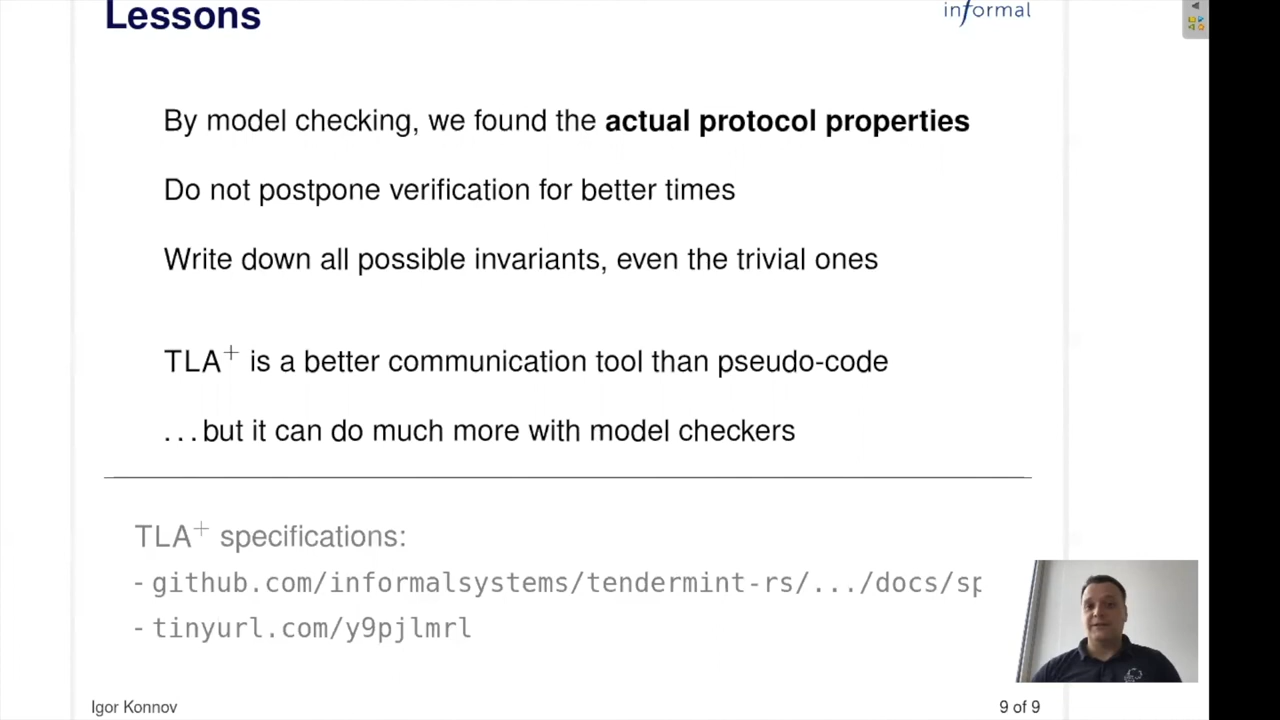 Lessons
informal
By model checking, we found the actual protocol properties
Do not postpone verification for better times
Write down all possible invariants, even the trivial ones
TLA+ is a better communication tool than pseudo-code
...but it can do much more with model checkers
TLA+ specifications:
- github.com/informalsystems/tendermint-rs/.../docs/sp
- tinyurl.com/y9pjlmrl
Igor Konnov
9 of 9